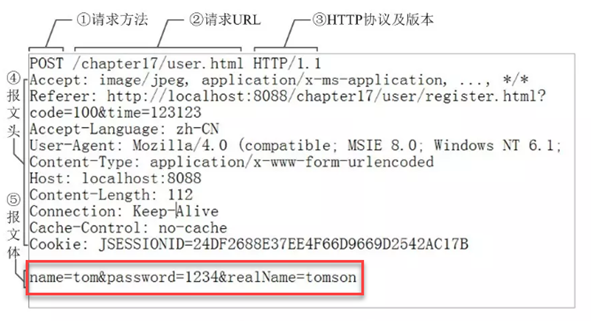 ①请求方法 ②请求URL ③HTTP协议及版本
POST /chapter17/user.html HTTP/1.1
④报文头
Accept: image/jpeg, application/x-ms-application, ..., */*
Referer: http://localhost:8088/chapter17/user/register.html?
code=100&time=123123
Accept-Language: zh-CN
User-Agent: Mozilla/4.0 (compatible; MSIE 8.0; Windows NT 6.1;
Content-Type: application/x-www-form-urlencoded
Host: localhost:8088
Content-Length: 112
Connection: Keep-Alive
Cache-Control: no-cache
Cookie: JSESSIONID=24DF2688E37EE4F66D9669D2542AC17B
⑤报文体
name=tom&password=1234&realName=tomson